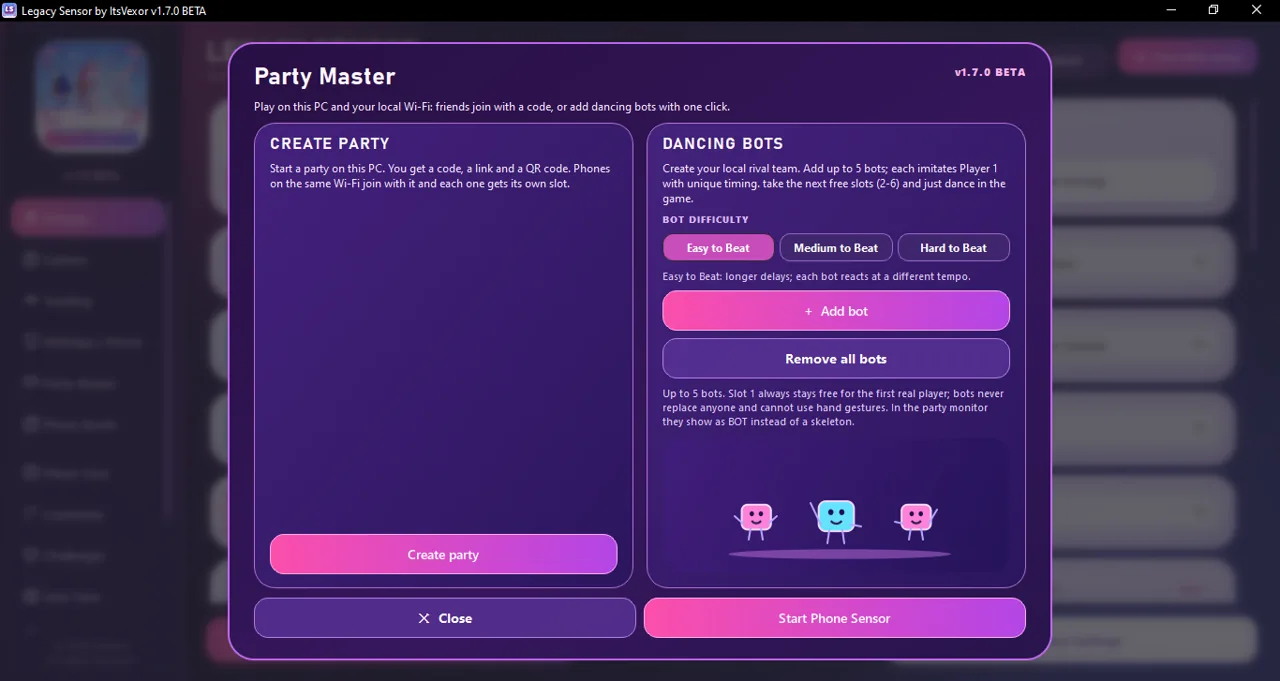 Legacy Sensor by ItsVexor v1.7.0 BETA
Party Master
v1.7.0 BETA
Play on this PC and your local Wi-Fi: friends join with a code, or add dancing bots with one click.
CREATE PARTY
Start a party on this PC. You get a code, a link and a QR code. Phones
on the same Wi-Fi join with it and each one gets its own slot.
Create party
DANCING BOTS
Create your local rival team. Add up to 5 bots; each imitates Player 1
with unique timing. take the next free slots (2-6) and just dance in the
game.
BOT DIFFICULTY
Easy to Beat
Medium to Beat
Hard to Beat
Easy to Beat: longer delays; each bot reacts at a different tempo.
+ Add bot
Remove all bots
Up to 5 bots. Slot 1 always stays free for the first real player; bots never
replace anyone and cannot use hand gestures. In the party monitor
they show as BOT instead of a skeleton.
Close
Start Phone Sensor